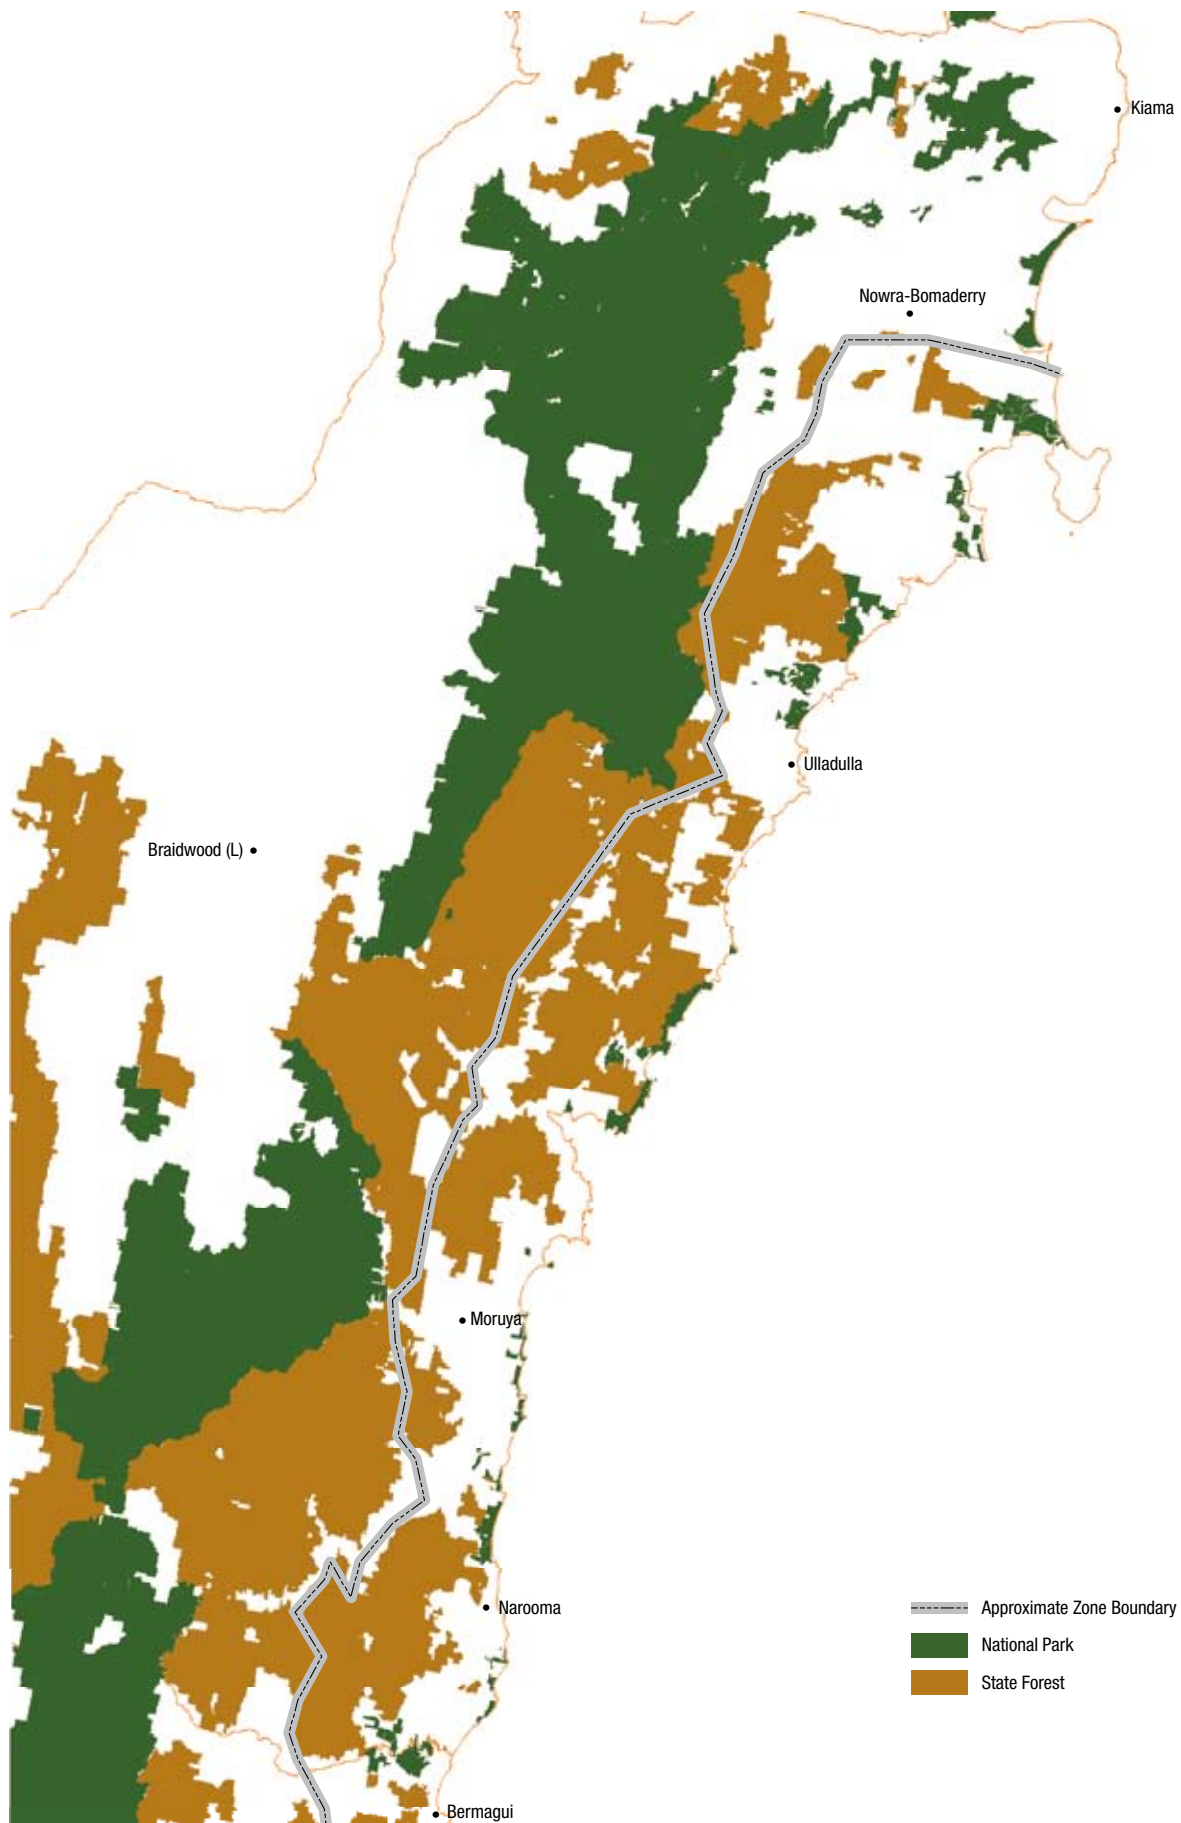 Kiama
Nowra-Bomaderry
Ulladulla
Braidwood (L)
Moruya
Narooma
Approximate Zone Boundary
National Park
State Forest
Bermagui